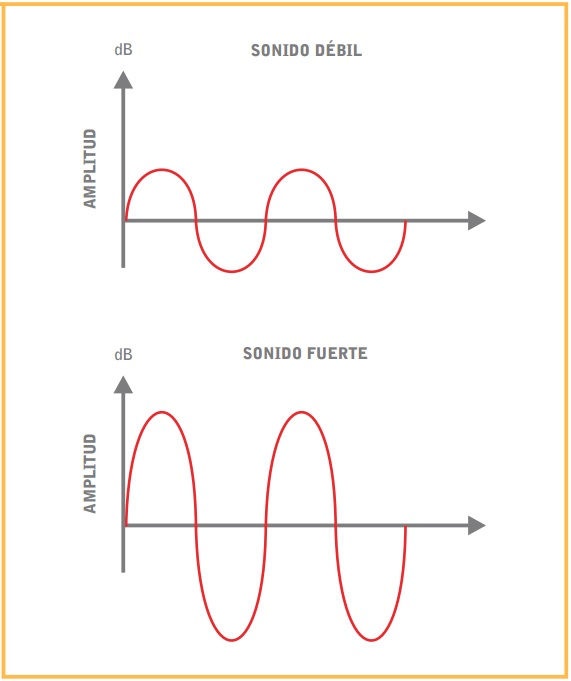 dB
SONIDO DÉBIL
AMPLITUD
dB
SONIDO FUERTE
AMPLITUD